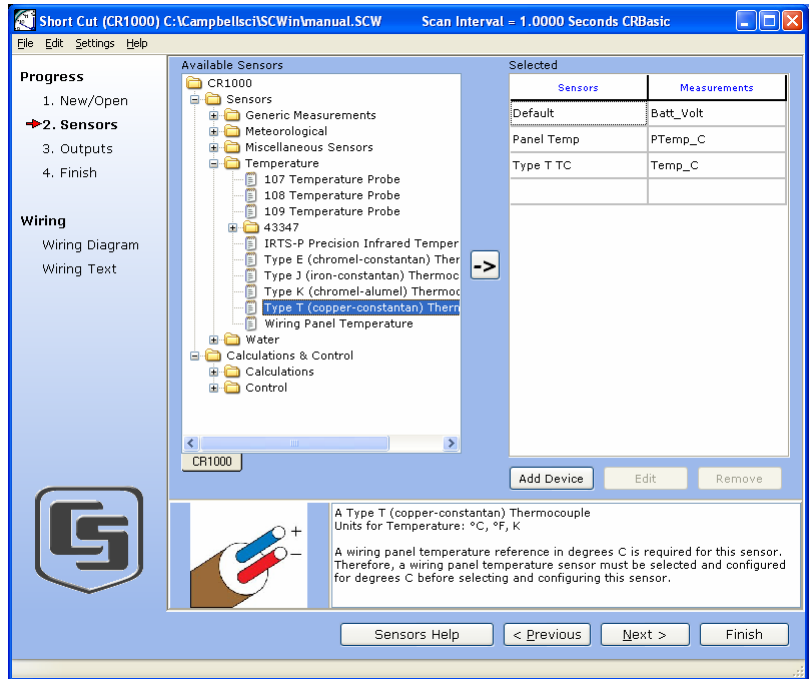 Short Cut (CR1000) C:\Campbellsci\SCWin\manual.SCW Scan Interval = 1.0000 Seconds CRBasic
File Edit Settings Help
Progress
1. New/Open
2. Sensors
3. Outputs
4. Finish
Wiring
Wiring Diagram
Wiring Text
Available Sensors
CR1000
Sensors
Generic Measurements
Meteorological
Miscellaneous Sensors
Temperature
107 Temperature Probe
108 Temperature Probe
109 Temperature Probe
43347
IRTS-P Precision Infrared Temper
Type E (chromel-constantan) Ther
Type J (iron-constantan) Thermoc
Type K (chromel-alumel) Thermoc
Type T (copper-constantan) Therm
Wiring Panel Temperature
Water
Calculations & Control
Calculations
Control
CR1000
->
Selected
Sensors Measurements
Default Batt_Volt
Panel Temp PTemp_C
Type T TC Temp_C
Add Device Edit Remove
CS
+
-
A Type T (copper-constantan) Thermocouple
Units for Temperature: °C, °F, K
A wiring panel temperature reference in degrees C is required for this sensor.
Therefore, a wiring panel temperature sensor must be selected and configured
for degrees C before selecting and configuring this sensor.
Sensors Help < Previous Next > Finish